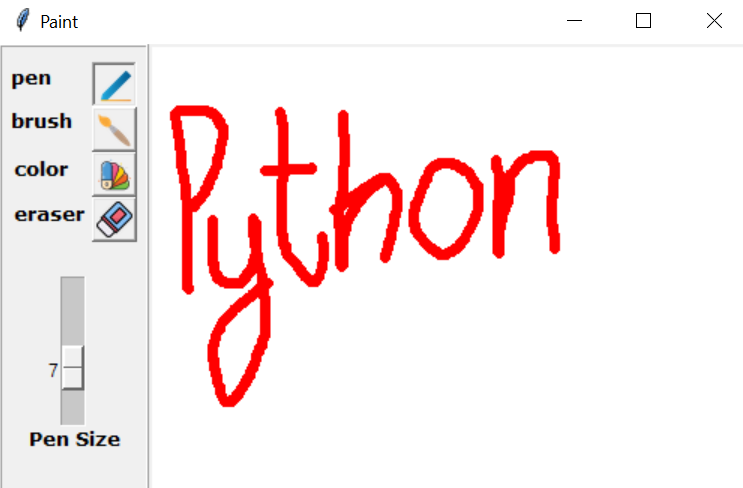 Paint
pen
brush
color
eraser
7
Pen Size
Python